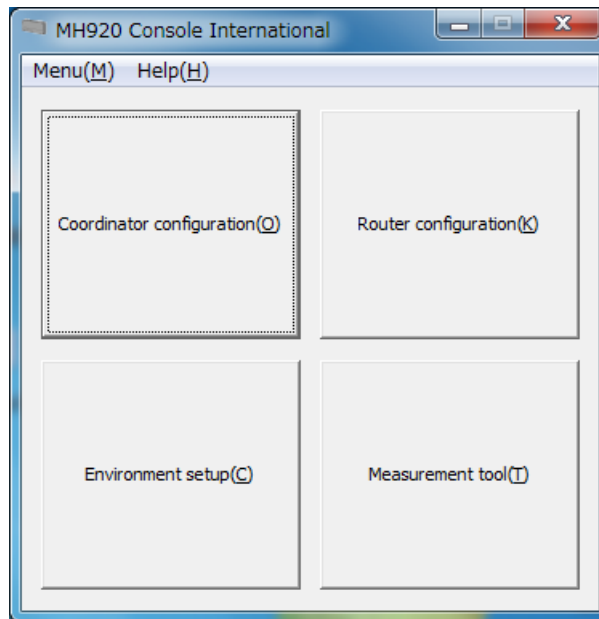 MH920 Console International
Menu(M) Help(H)
Coordinator configuration(O) Router configuration(K)
Environment setup(C) Measurement tool(T)